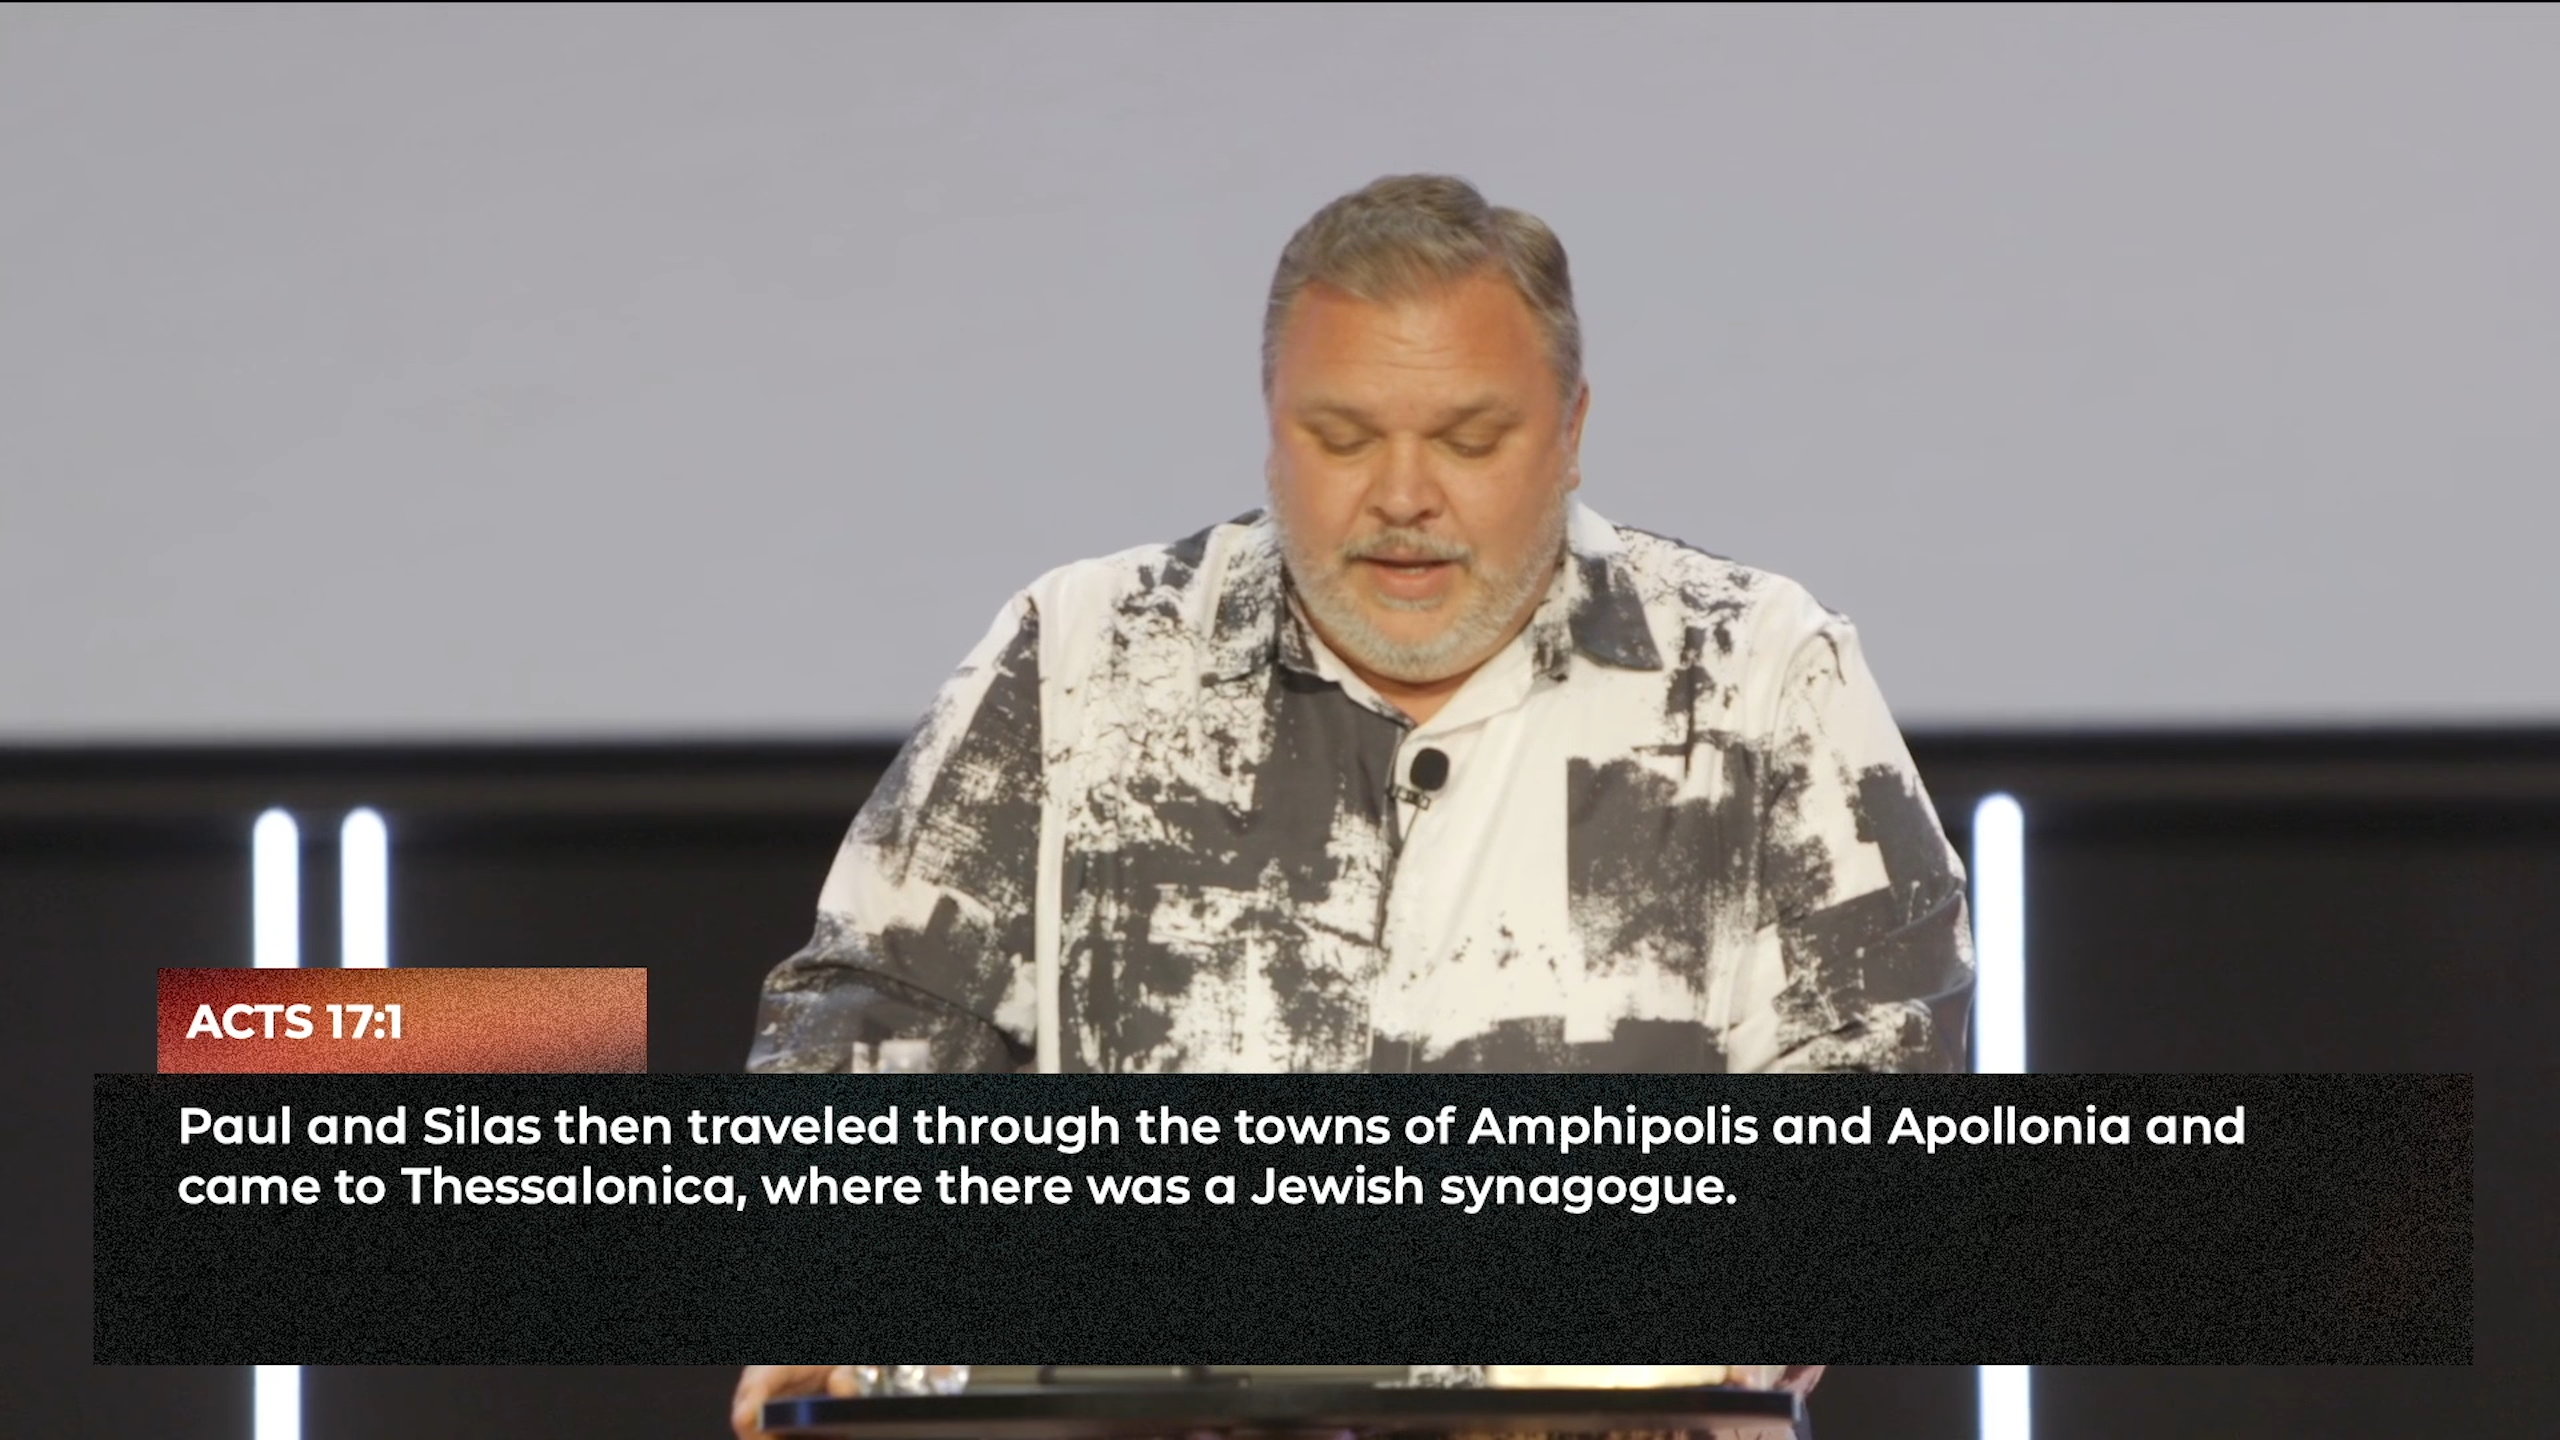 ACTS 17:1
Paul and Silas then traveled through the towns of Amphipolis and Apollonia and
came to Thessalonica, where there was a Jewish synagogue.